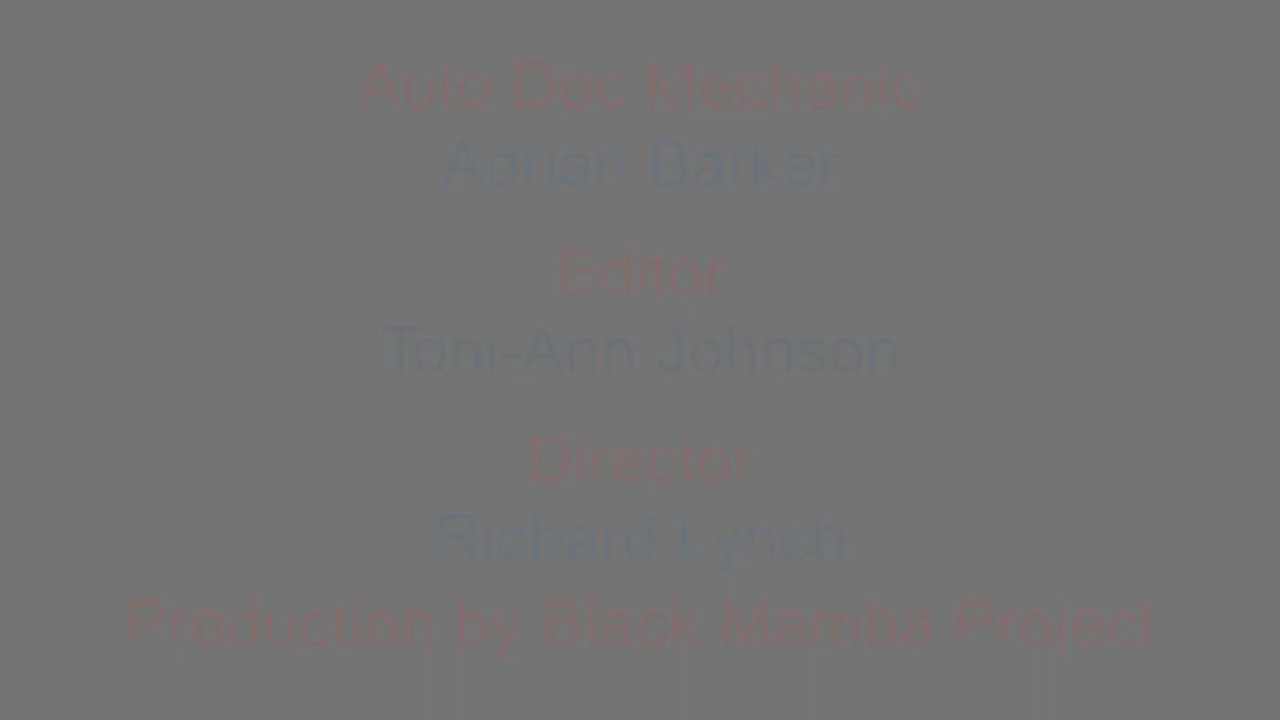 Auto Doc Mechanic
Adrian Barker
Editor
Toni-Ann Johnson
Director
Richard Lynch
Production by Black Mamba Project